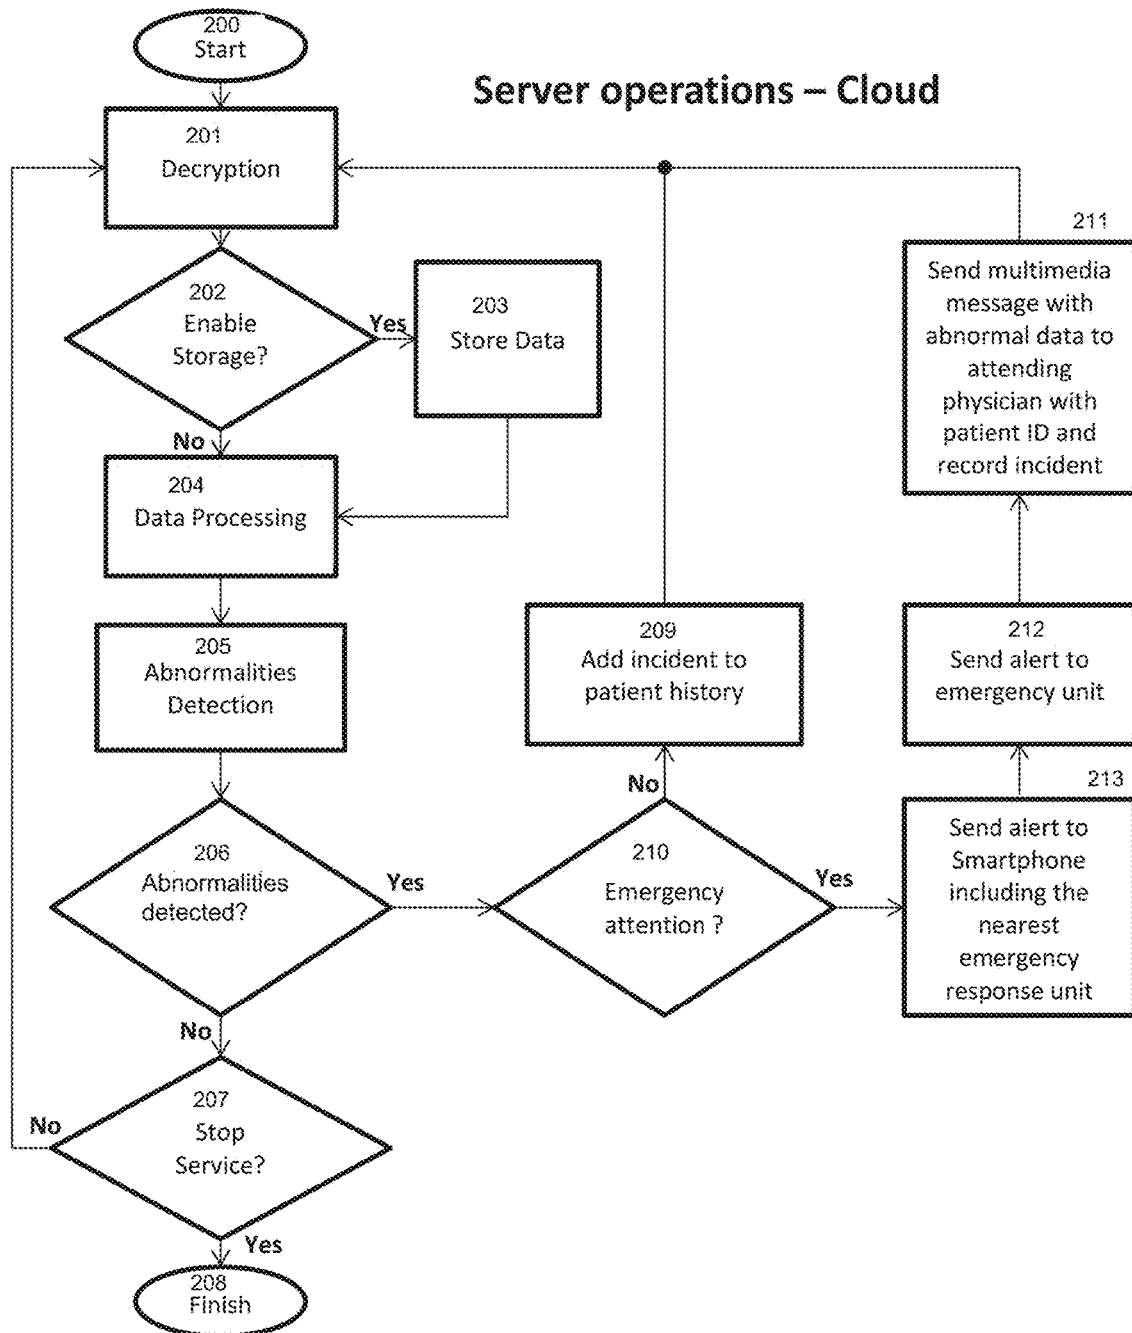 200
Start
Server operations – Cloud
201
Decryption
202
Enable
Storage?
Yes
203
Store Data
No
204
Data Processing
205
Abnormalities
Detection
206
Abnormalities
detected?
Yes
No
207
Stop
Service?
No
Yes
208
Finish
209
Add incident to
patient history
No
210
Emergency
attention ?
Yes
211
Send multimedia
message with
abnormal data to
attending
physician with
patient ID and
record incident
212
Send alert to
emergency unit
213
Send alert to
Smartphone
including the
nearest
emergency
response unit